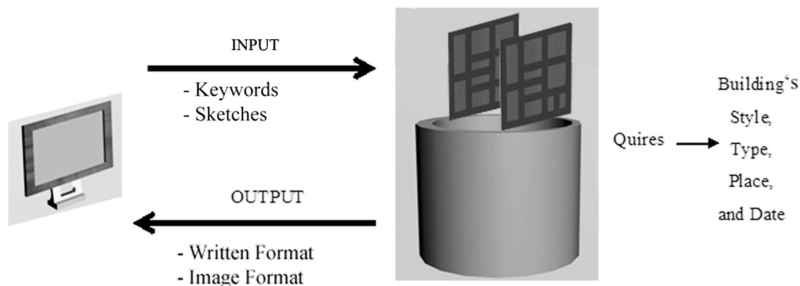 INPUT
- Keywords
- Sketches
OUTPUT
- Written Format
- Image Format
Quires
Building‘s
Style,
Type,
Place,
and Date